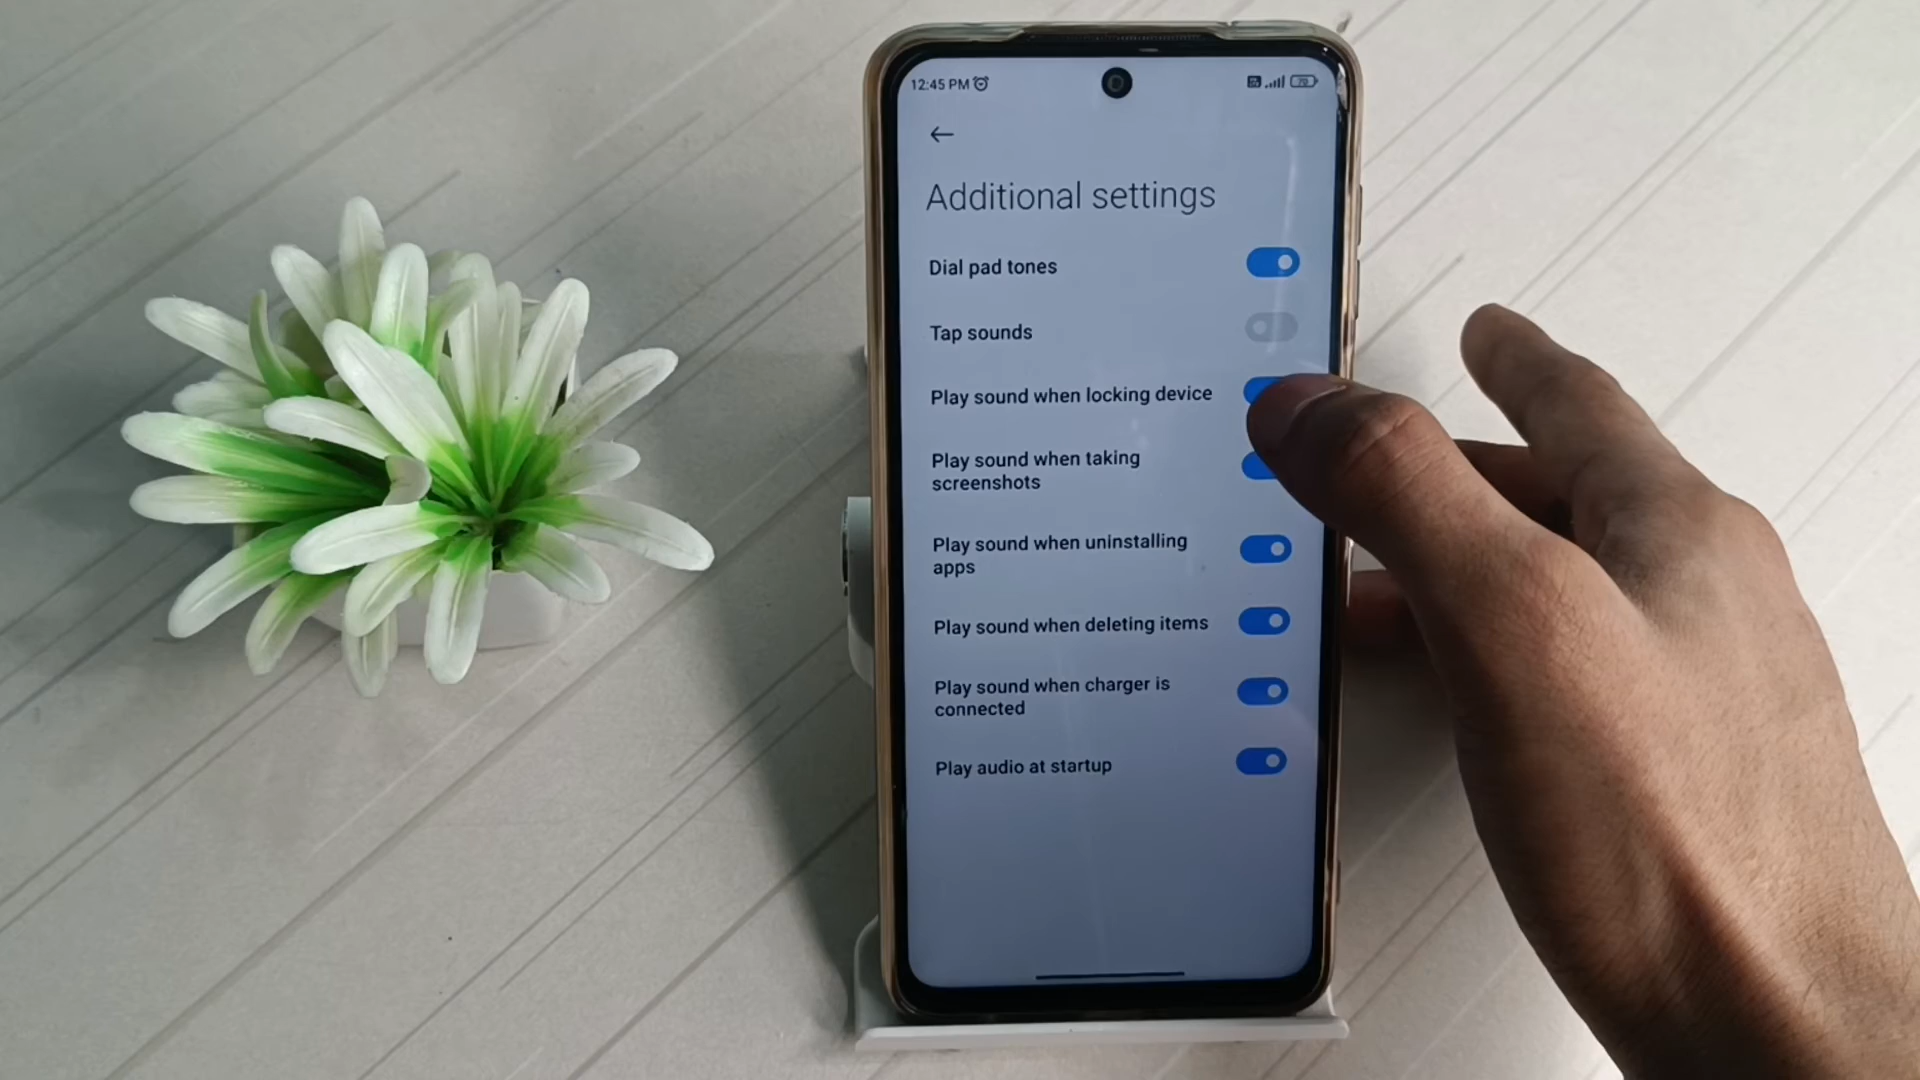 12:45 PM
70
Additional settings
Dial pad tones
Tap sounds
Play sound when locking device
Play sound when taking
screenshots
Play sound when uninstalling
apps
Play sound when deleting items
Play sound when charger is
connected
Play audio at startup